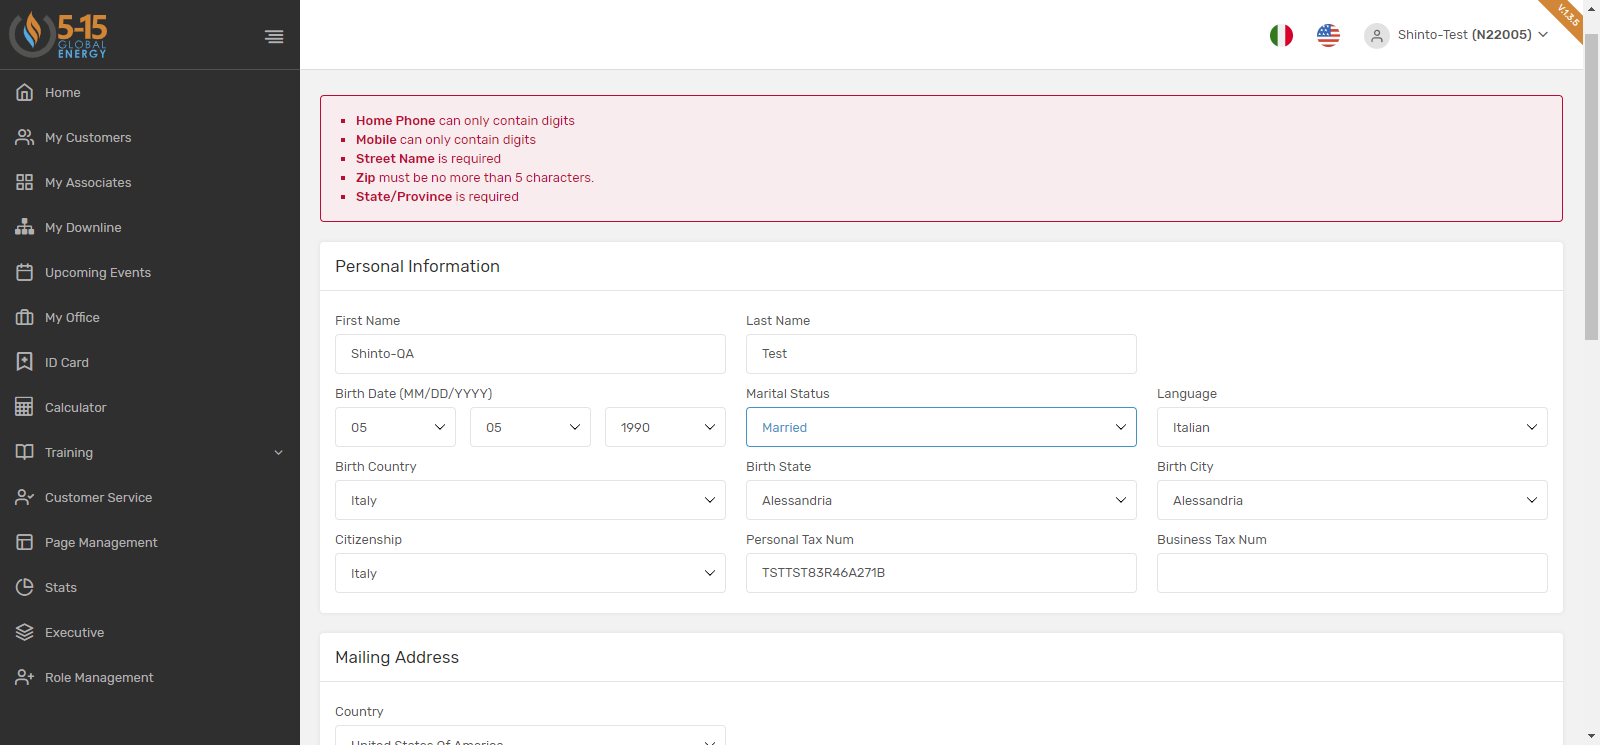 5-15
GLOBAL
ENERGY
Shinto-Test (N22005)
V.1.3.5
Home
My Customers
My Associates
My Downline
Upcoming Events
My Office
ID Card
Calculator
Training
Customer Service
Page Management
Stats
Executive
Role Management
Home Phone can only contain digits
Mobile can only contain digits
Street Name is required
Zip must be no more than 5 characters.
State/Province is required
Personal Information
First Name
Last Name
Shinto-QA
Test
Birth Date (MM/DD/YYYY)
Marital Status
Language
05
05
1990
Married
Italian
Birth Country
Birth State
Birth City
Italy
Alessandria
Alessandria
Citizenship
Personal Tax Num
Business Tax Num
Italy
TSTTST83R46A271B
Mailing Address
Country
United States Of America